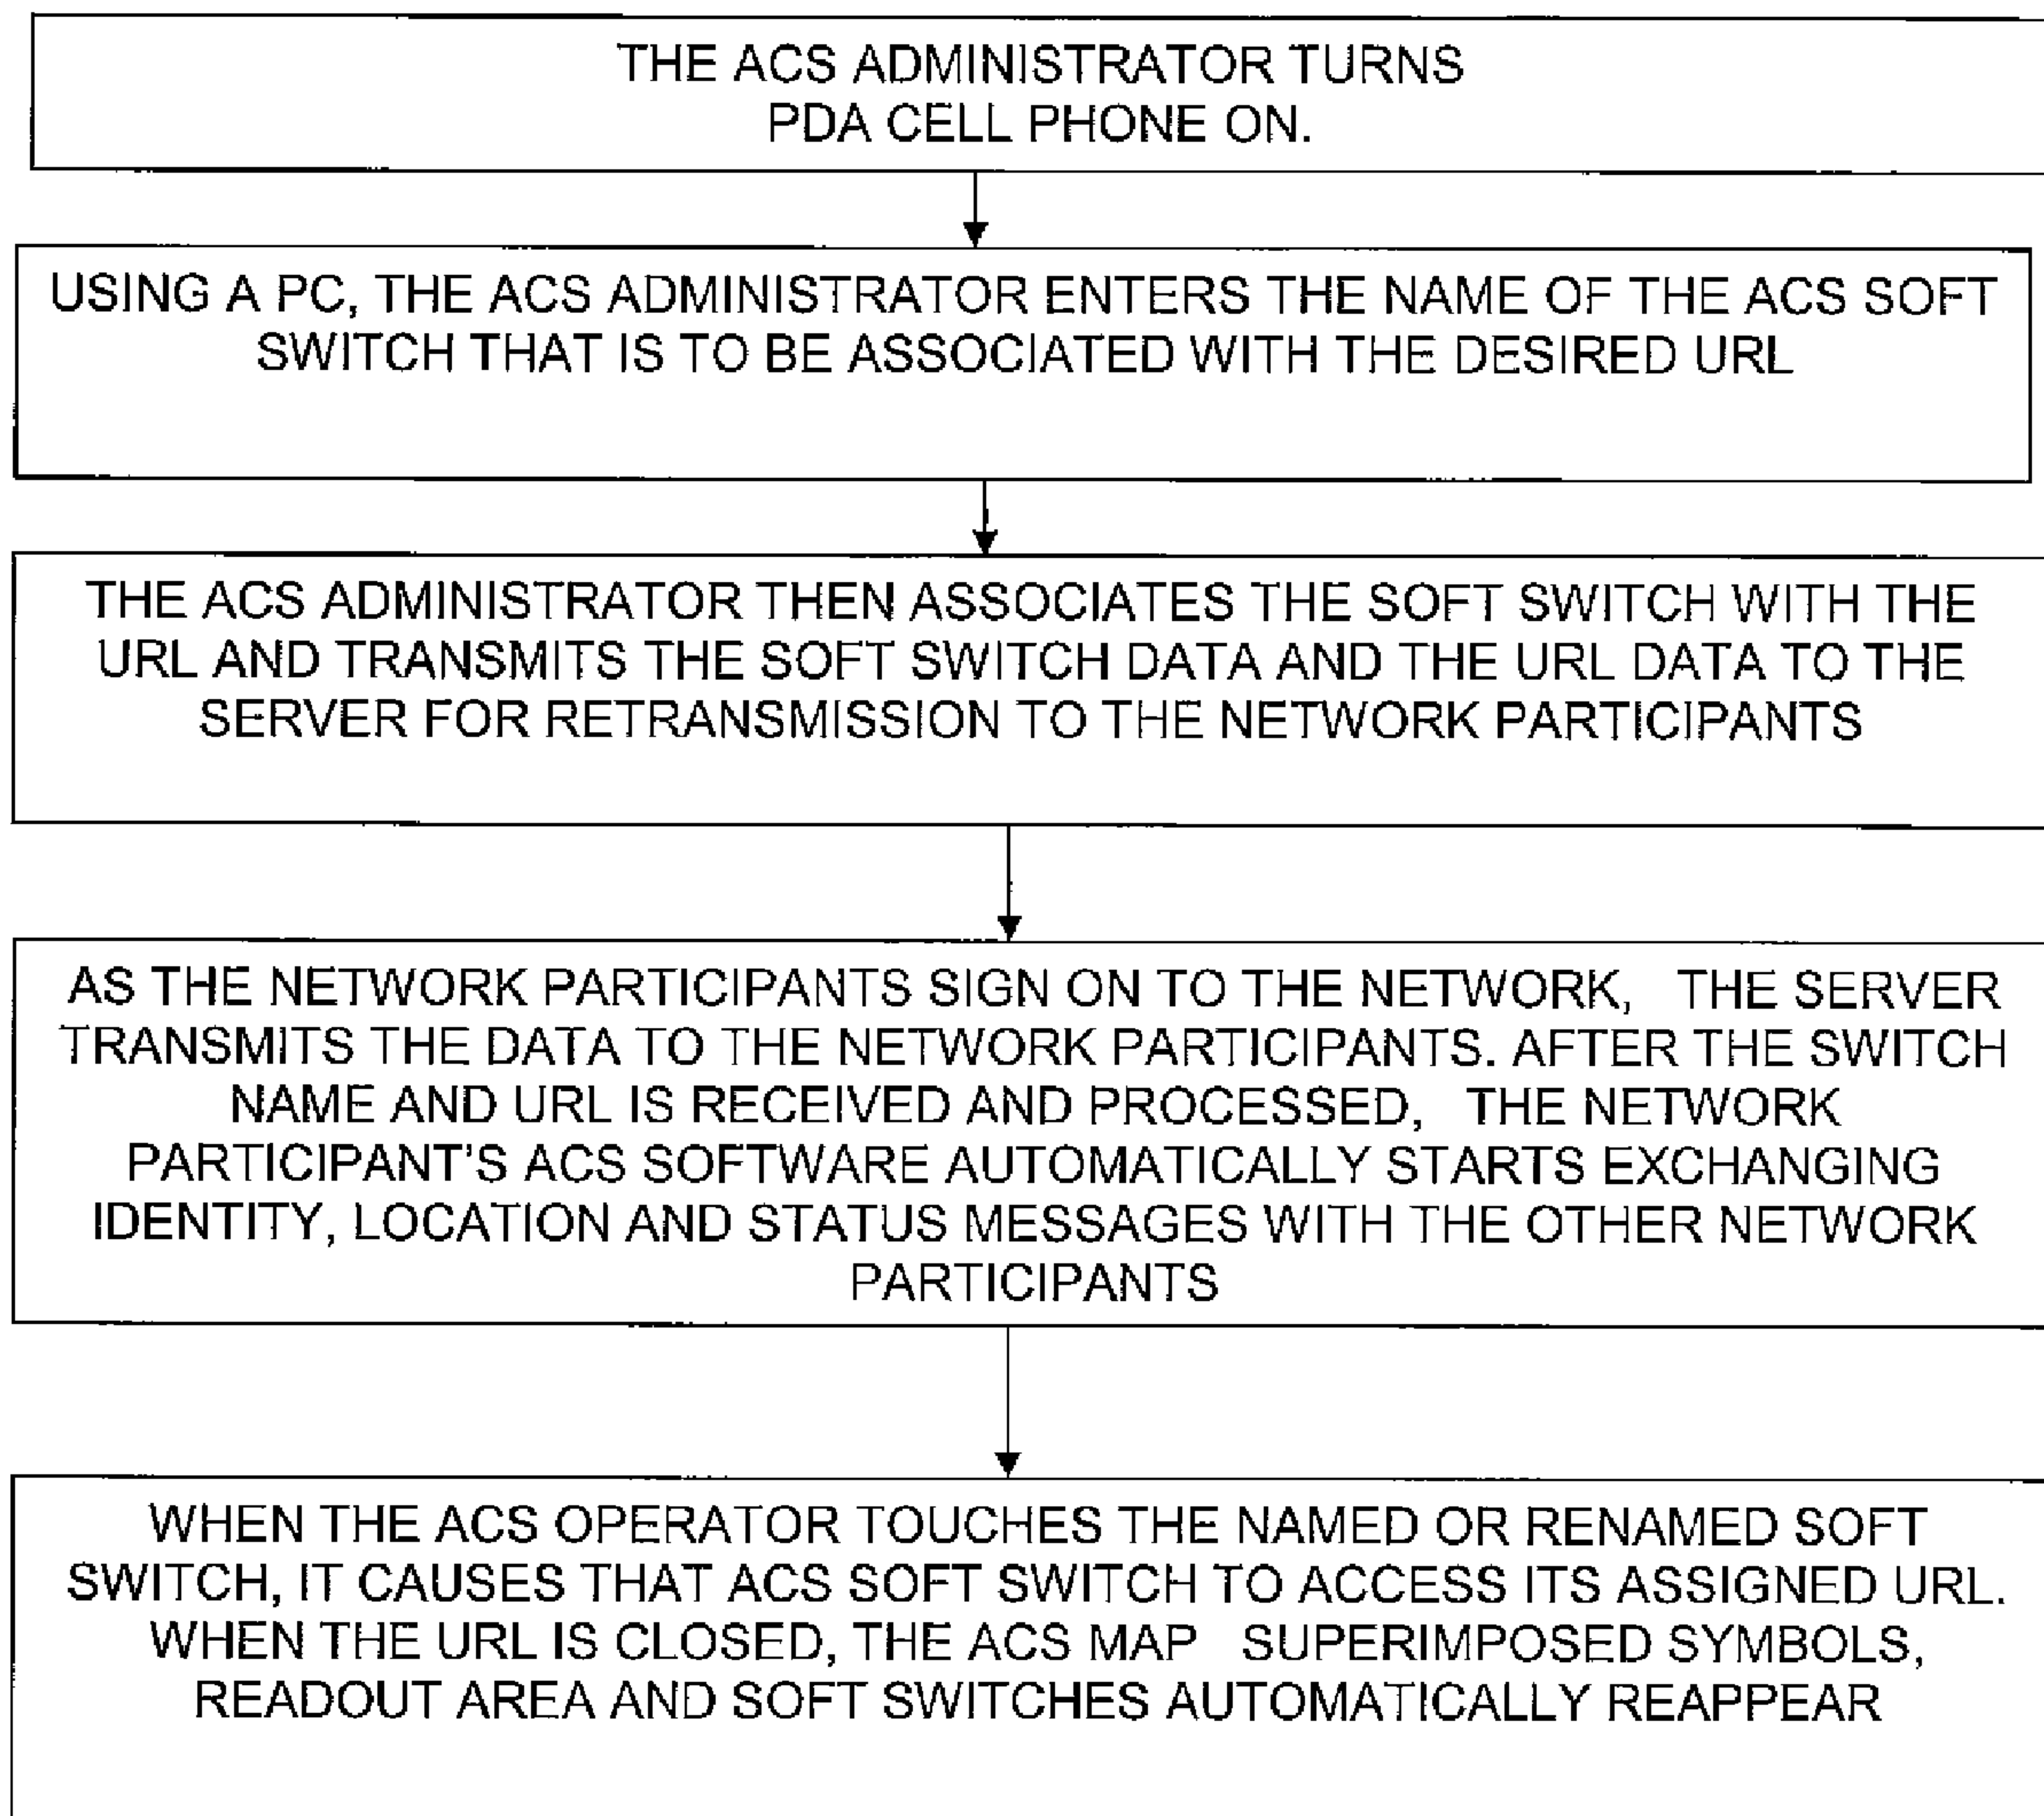 THE ACS ADMINISTRATOR TURNS
PDA CELL PHONE ON.
USING A PC, THE ACS ADMINISTRATOR ENTERS THE NAME OF THE ACS SOFT
SWITCH THAT IS TO BE ASSOCIATED WITH THE DESIRED URL
THE ACS ADMINISTRATOR THEN ASSOCIATES THE SOFT SWITCH WITH THE
URL AND TRANSMITS THE SOFT SWITCH DATA AND THE URL DATA TO THE
SERVER FOR RETRANSMISSION TO THE NETWORK PARTICIPANTS
AS THE NETWORK PARTICIPANTS SIGN ON TO THE NETWORK, THE SERVER
TRANSMITS THE DATA TO THE NETWORK PARTICIPANTS. AFTER THE SWITCH
NAME AND URL IS RECEIVED AND PROCESSED, THE NETWORK
PARTICIPANT'S ACS SOFTWARE AUTOMATICALLY STARTS EXCHANGING
IDENTITY, LOCATION AND STATUS MESSAGES WITH THE OTHER NETWORK
PARTICIPANTS
WHEN THE ACS OPERATOR TOUCHES THE NAMED OR RENAMED SOFT
SWITCH, IT CAUSES THAT ACS SOFT SWITCH TO ACCESS ITS ASSIGNED URL.
WHEN THE URL IS CLOSED, THE ACS MAP SUPERIMPOSED SYMBOLS,
READOUT AREA AND SOFT SWITCHES AUTOMATICALLY REAPPEAR